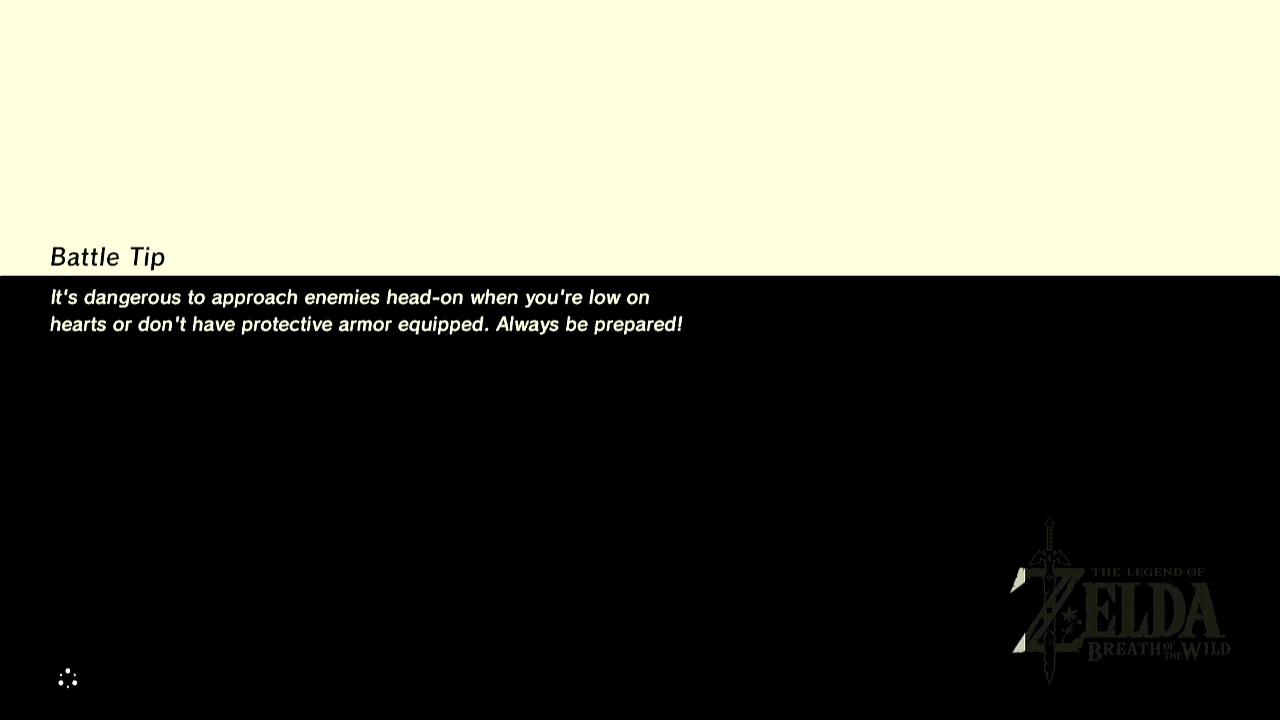 Battle Tip
It's dangerous to approach enemies head-on when you're low on
hearts or don't have protective armor equipped. Always be prepared!
THE LEGEND OF
ZELDA
BREATH OF THE WILD